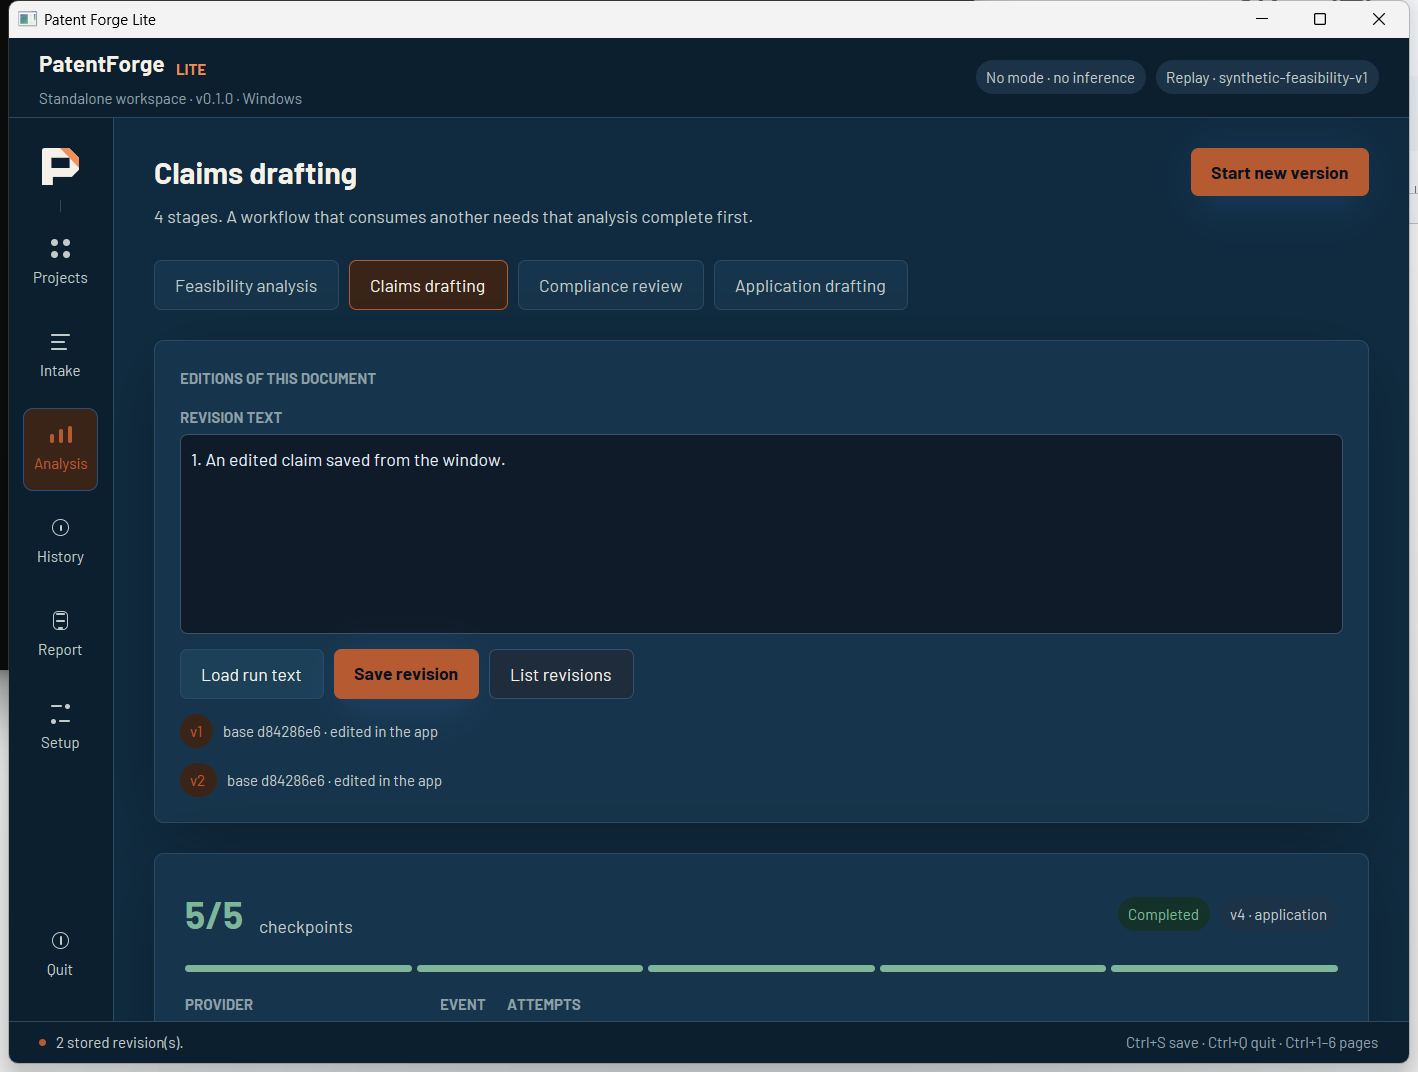 Patent Forge Lite
PatentForge LITE
Standalone workspace · v0.1.0 · Windows
No mode · no inference
Replay · synthetic-feasibility-v1
Projects
Intake
Analysis
History
Report
Setup
Quit
Claims drafting
Start new version
4 stages. A workflow that consumes another needs that analysis complete first.
Feasibility analysis
Claims drafting
Compliance review
Application drafting
EDITIONS OF THIS DOCUMENT
REVISION TEXT
1. An edited claim saved from the window.
Load run text
Save revision
List revisions
v1 base d84286e6 · edited in the app
v2 base d84286e6 · edited in the app
5/5 checkpoints
Completed
v4 · application
PROVIDER EVENT ATTEMPTS
2 stored revision(s).
Ctrl+S save · Ctrl+Q quit · Ctrl+1–6 pages